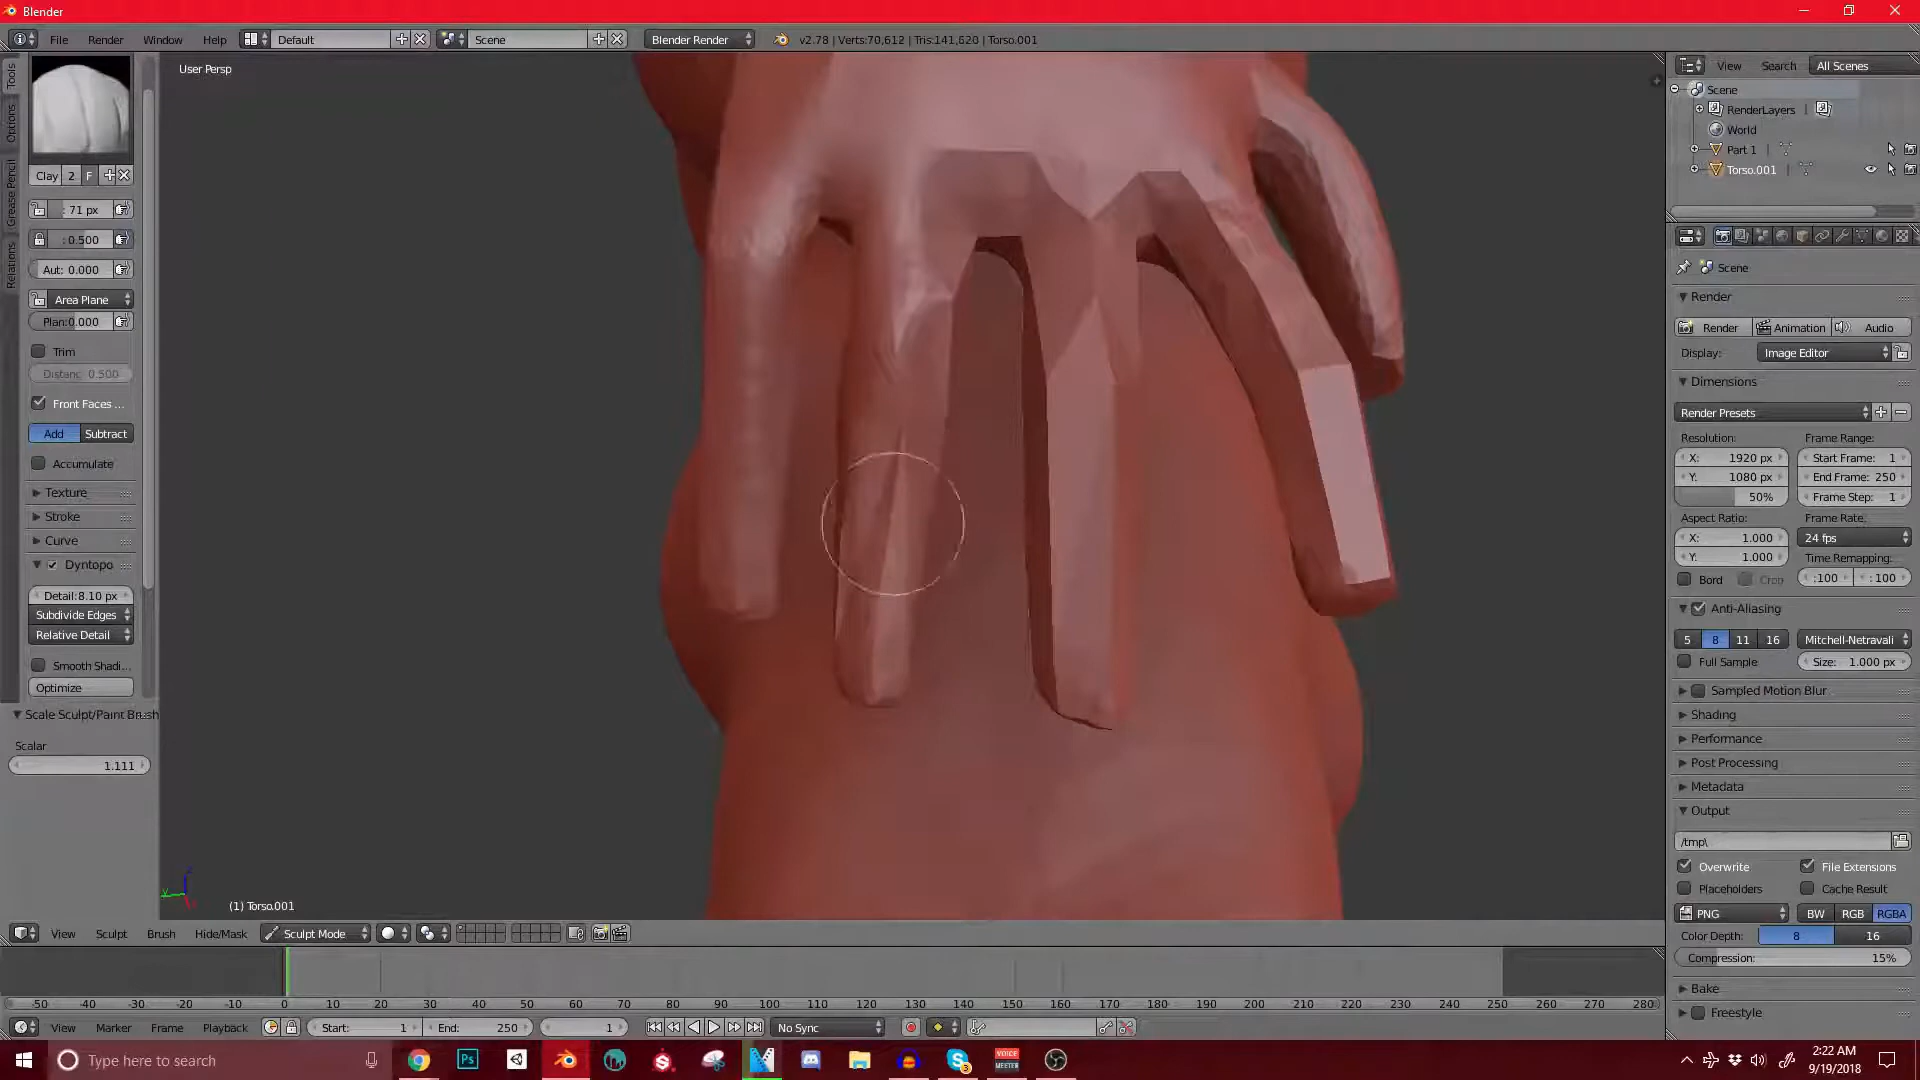 Blender
File Render Window Help Default Scene Blender Render v2.78 | Verts:70,612 | Tris:141,620 | Torso.001
Tools
Options
Grease Pencil
Relations
Clay 2 F
: 71 px
: 0.500
Aut: 0.000
Area Plane
Plan:0.000
Trim
Distanc 0.500
Front Faces ...
Add Subtract
Accumulate
Texture
Stroke
Curve
Dyntopo
Detail:8.10 px
Subdivide Edges
Relative Detail
Smooth Shadi...
Optimize
Scale Sculpt/Paint Brush
Scalar
1.111
User Persp
(1) Torso.001
View Sculpt Brush Hide/Mask Sculpt Mode
View Search All Scenes
Scene
RenderLayers |
World
Part 1 |
Torso.001 |
Scene
Render
Render Animation Audio
Display: Image Editor
Dimensions
Render Presets
Resolution: Frame Range:
X: 1920 px Start Frame: 1
Y: 1080 px End Frame: 250
50% Frame Step: 1
Aspect Ratio: Frame Rate:
X: 1.000 24 fps
Y: 1.000 Time Remapping:
Bord Crop :100 : 100
Anti-Aliasing
5 8 11 16 Mitchell-Netravali
Full Sample Size: 1.000 px
Sampled Motion Blur
Shading
Performance
Post Processing
Metadata
Output
/tmp\
Overwrite File Extensions
Placeholders Cache Result
PNG BW RGB RGBA
Color Depth: 8 16
Compression: 15%
Bake
Freestyle
-50 -40 -30 -20 -10 0 10 20 30 40 50 60 70 80 90 100 110 120 130 140 150 160 170 180 190 200 210 220 230 240 250 260 270 280
View Marker Frame Playback Start: 1 End: 250 1 No Sync
Type here to search
VOICE MEETER
2:22 AM
9/19/2018